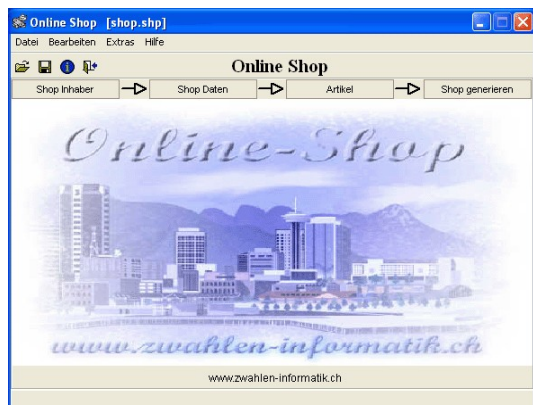 Online Shop [shop.shp]
Datei Bearbeiten Extras Hilfe
Online Shop
Shop Inhaber Shop Daten Artikel Shop generieren
Online-Shop
www.zwahlen-informatik.ch
www.zwahlen-informatik.ch